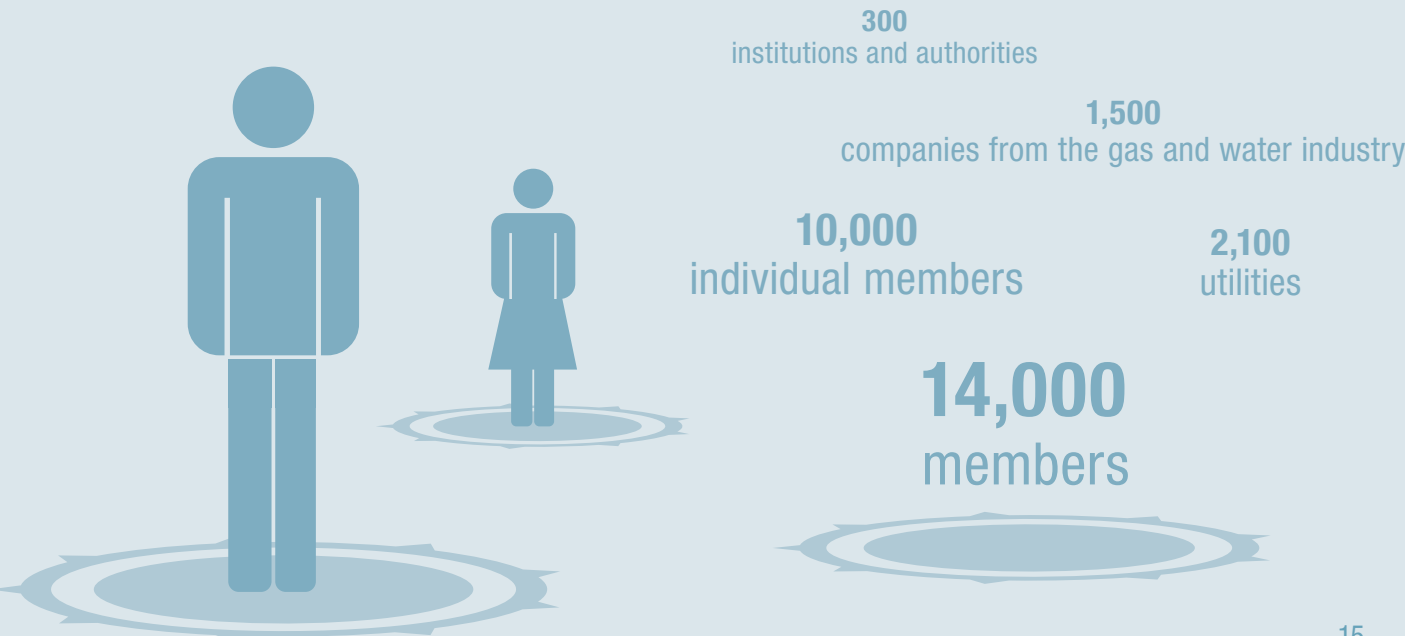 300
institutions and authorities
1,500
companies from the gas and water industry
10,000
individual members
2,100
utilities
14,000
members
15